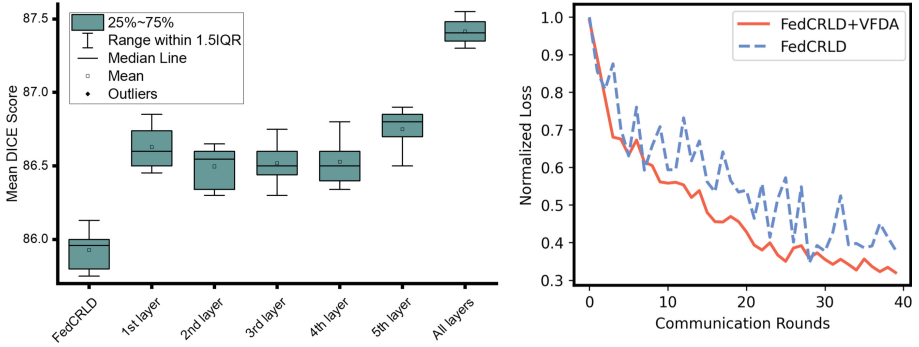 25%~75%
Range within 1.5IQR
Median Line
Mean
Outliers
Mean DICE Score
87.5
87.0
86.5
86.0
FedCRLD
1st layer
2nd layer
3rd layer
4th layer
5th layer
All layers
FedCRLD+VFDA
FedCRLD
Normalized Loss
1.0
0.9
0.8
0.7
0.6
0.5
0.4
0.3
0 10 20 30 40
Communication Rounds